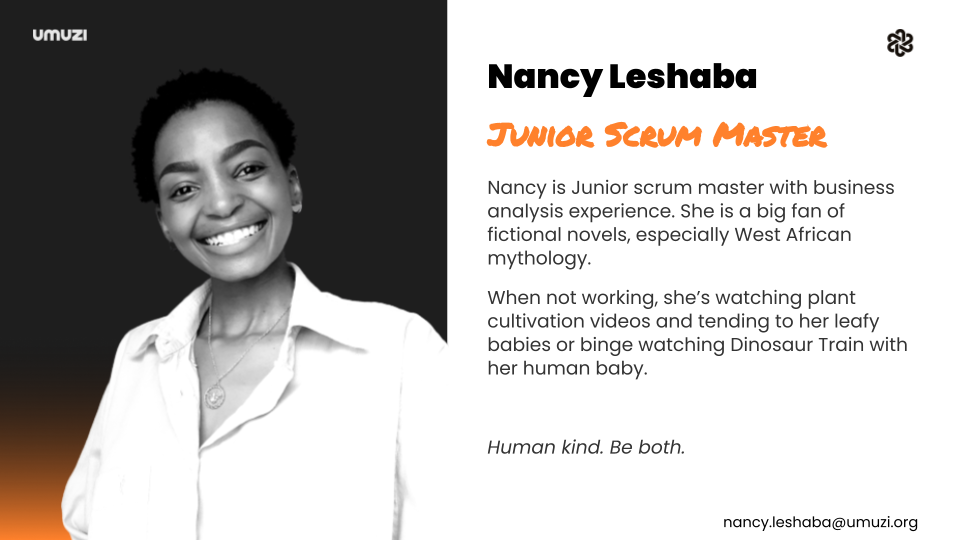 umuzi
Nancy Leshaba
Junior Scrum Master
Nancy is Junior scrum master with business
analysis experience. She is a big fan of
fictional novels, especially West African
mythology.
When not working, she’s watching plant
cultivation videos and tending to her leafy
babies or binge watching Dinosaur Train with
her human baby.
Human kind. Be both.
nancy.leshaba@umuzi.org